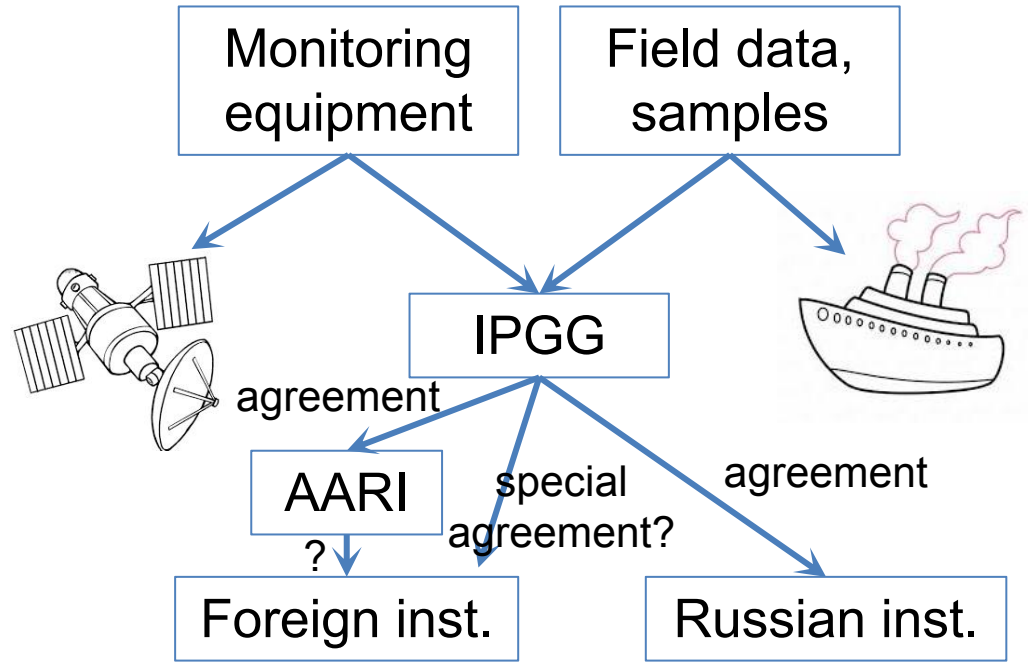 Monitoring
equipment
Field data,
samples
IPGG
agreement
AARI
special
agreement?
agreement
?
Foreign inst.
Russian inst.